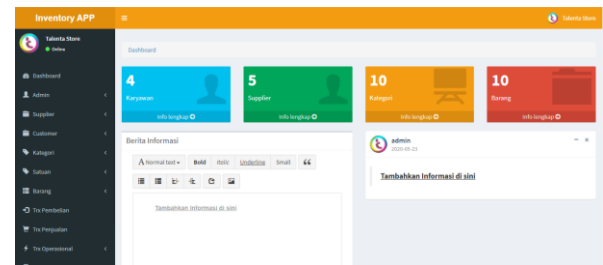 Inventory APP
Talenta Store
Talenta Store
Online
Dashboard
Dashboard
Admin
Supplier
Customer
Kategori
Satuan
Barang
Trx Pembelian
Trx Penjualan
Trx Operasional
4
Karyawan
Info lengkap
5
Supplier
Info lengkap
10
Kategori
Info lengkap
10
Barang
Info lengkap
Berita Informasi
Normal text Bold Italic Underline Small
Tambahkan Informasi di sini
admin
2020-05-23
Tambahkan Informasi di sini